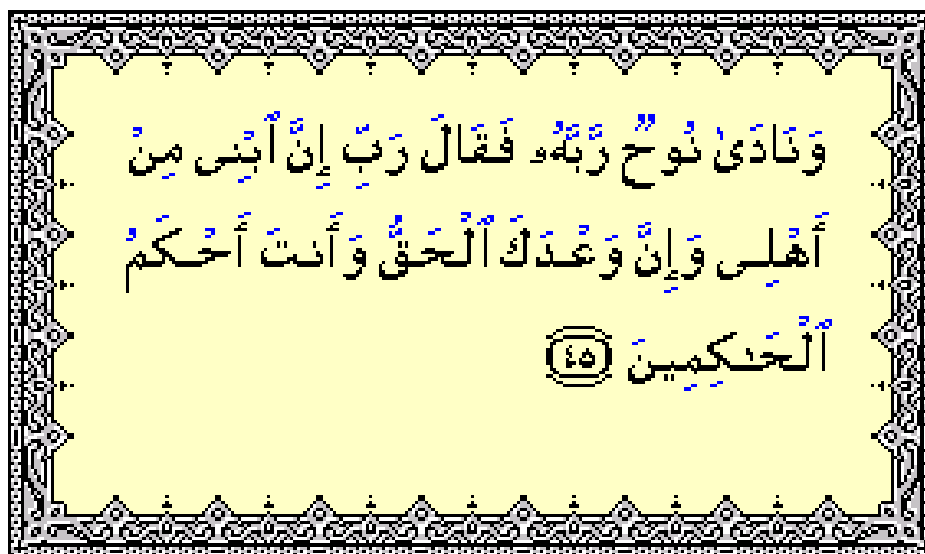 وَنَادَىٰ نُوحٌ رَّبَّهُۥ فَقَالَ رَبِّ إِنَّ ٱبْنِى مِنْ
أَهْلِى وَإِنَّ وَعْدَكَ ٱلْحَقُّ وَأَنتَ أَحْكَمُ
ٱلْحَـٰكِمِينَ ٤٥